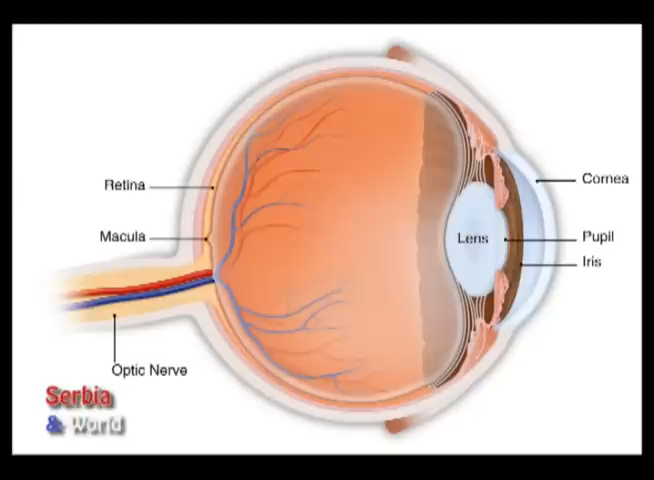 Retina
Cornea
Macula
Lens
Pupil
Iris
Optic Nerve
Serbia
& World